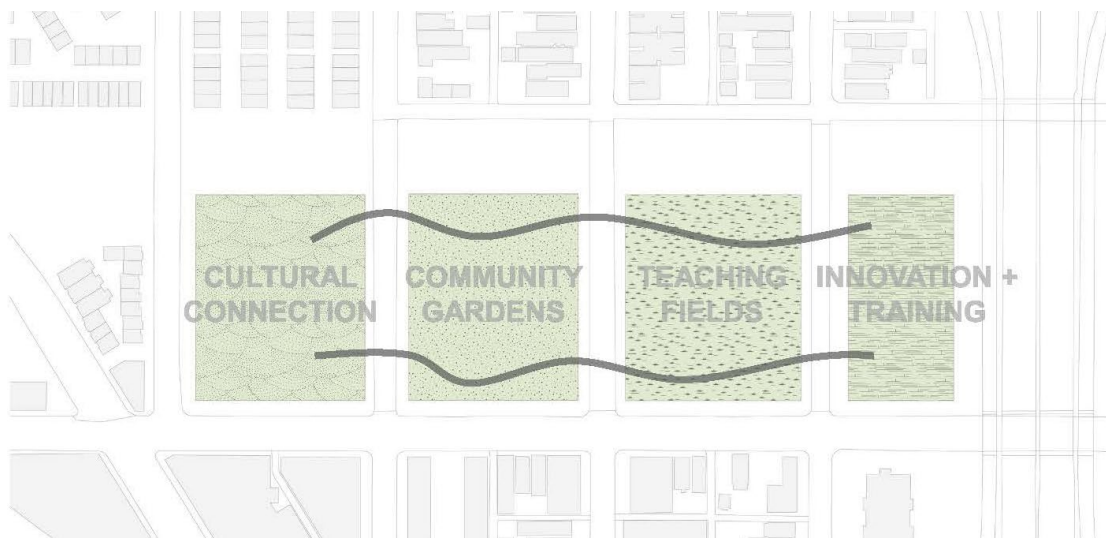 CULTURAL
CONNECTION
COMMUNITY
GARDENS
TEACHING
FIELDS
INNOVATION +
TRAINING